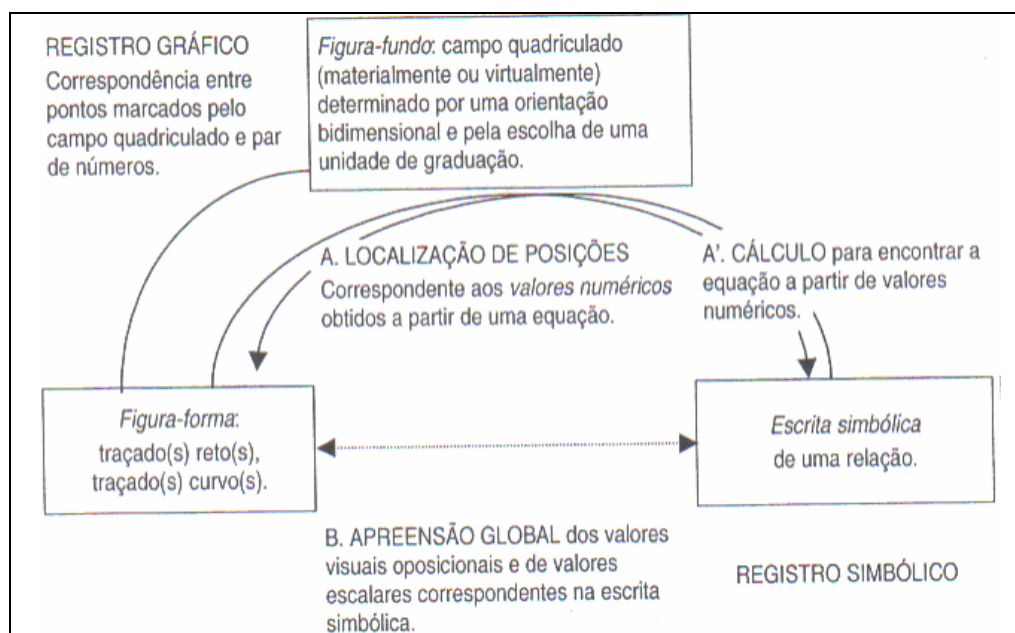 REGISTRO GRÁFICO
Correspondência entre
pontos marcados pelo
campo quadriculado e par
de números.
Figura-fundo: campo quadriculado
(materialmente ou virtualmente)
determinado por uma orientação
bidimensional e pela escolha de uma
unidade de graduação.
A. LOCALIZAÇÃO DE POSIÇÕES
Correspondente aos valores numéricos
obtidos a partir de uma equação.
A'. CÁLCULO para encontrar a
equação a partir de valores
numéricos.
Figura-forma:
traçado(s) reto(s),
traçado(s) curvo(s).
Escrita simbólica
de uma relação.
B. APREENSÃO GLOBAL dos valores
visuais oposicionais e de valores
escalares correspondentes na escrita
simbólica.
REGISTRO SIMBÓLICO